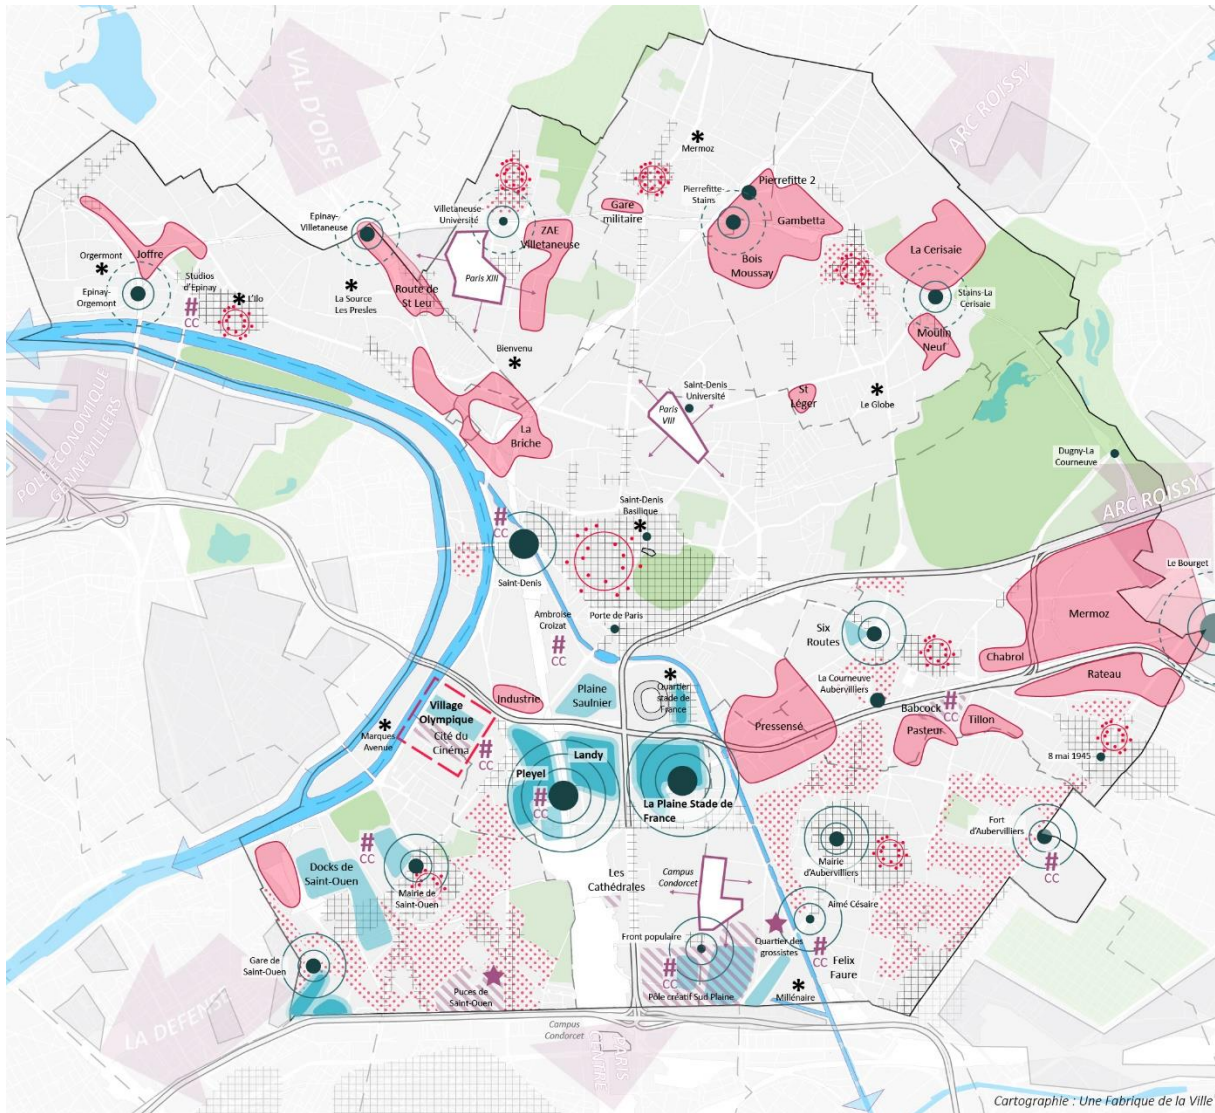 VAL D'OISE
ARC ROISSY
Mermoz
Pierrefitte-
Stains
Pierrefitte 2
Gare
militaire
Gambetta
Bois
Moussay
Epinay-
Villetaneuse
Villetaneuse-
Université
ZAE
Villetaneuse
La Cerisaie
Orgermont
Joffre
Studios
d'Epinay
Epinay-
Orgemont
#
CC
L'Ilo
La Source
Les Presles
Route de
St Leu
Paris XIII
Stains-La
Cerisaie
Moulin
Neuf
Bienvenu
Saint-Denis
Université
St
Léger
Le Globe
Paris
VIII
La
Briche
POLE ECONOMIQUE
GENNEVILLIERS
Dugny-La
Courneuve
ARC ROISSY
#
CC
Saint-Denis
Basilique
Saint-Denis
Le Bourget
Ambroise
Croizat
Porte de Paris
#
CC
Six
Routes
Mermoz
Chabrol
Rateau
La Courneuve
Aubervilliers
Plaine
Saulnier
Quartier
stade de
France
Industrie
Village
Olympique
Cité du
Cinéma
Marques
Avenue
#
CC
Pressensé
Babcock
#
CC
Pasteur
Tillon
8 mai 1945
Landy
Pleyel
#
CC
La Plaine Stade de
France
Fort
d'Aubervilliers
#
CC
#
CC
Docks de
Saint-Ouen
Mairie de
Saint-Ouen
Mairie
d'Aubervilliers
Les
Cathédrales
Campus
Condorcet
Aimé Césaire
Front populaire
Quartier des
grossistes
#
CC
Felix
Faure
#
CC
Gare de
Saint-Ouen
Puces de
Saint-Ouen
Pôle créatif Sud Plaine
Millénaire
LA DEFENSE
Campus
Condorcet
PARIS
CENTRE
Cartographie : Une Fabrique de la Ville